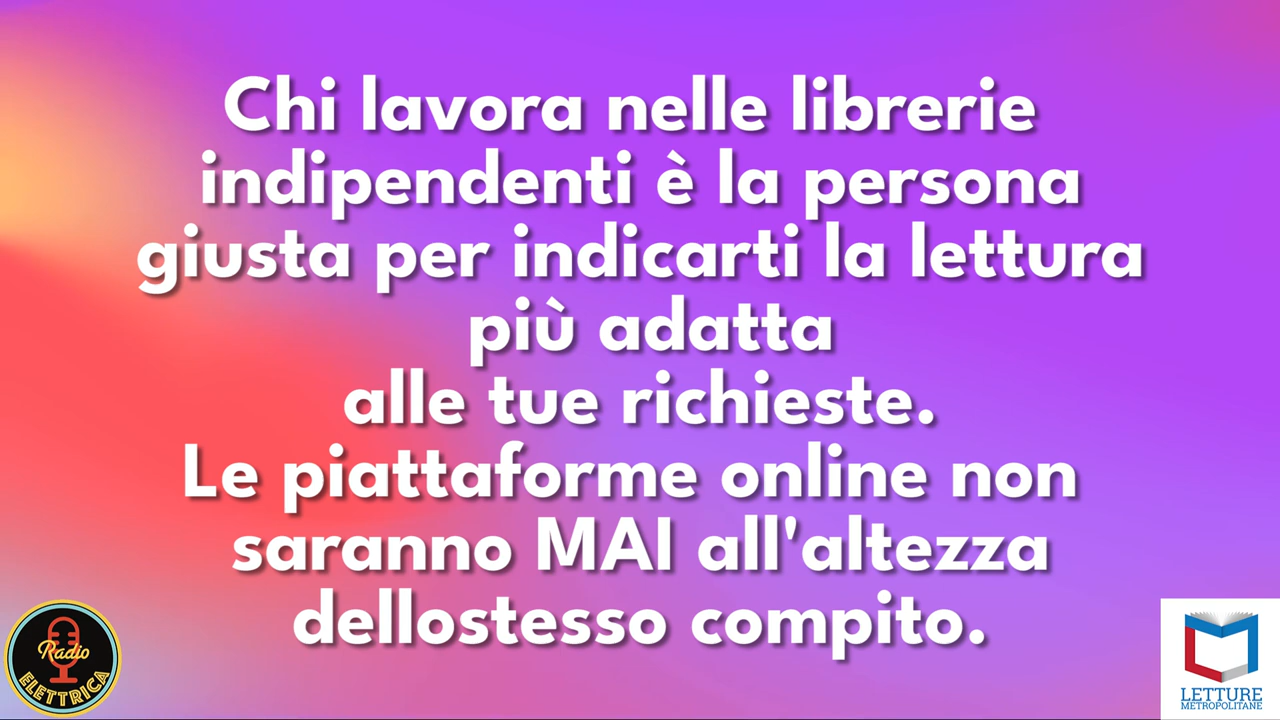 Chi lavora nelle librerie
indipendenti è la persona
giusta per indicarti la lettura
più adatta
alle tue richieste.
Le piattaforme online non
saranno MAI all'altezza
dellostesso compito.
Radio
ELETTRICA
LETTURE
METROPOLITANE